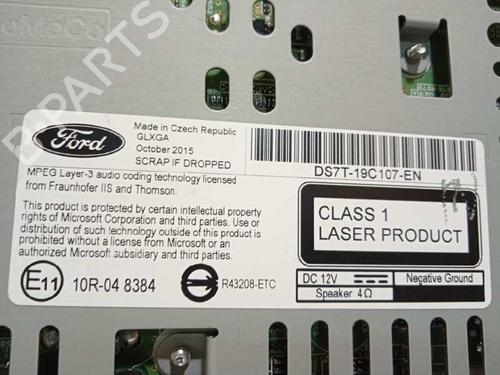 oMoCo
B-PARTS
Ford
Made in Czech Republic
GLXGA
October 2015
SCRAP IF DROPPED
DS7T-19C107-EN
MPEG Layer-3 audio coding technology licensed
from Fraunhofer IIS and Thomson.
This product is protected by certain intellectual property
rights of Microsoft Corporation and third parties. Use or
distribution of such technology outside of this product is
prohibited without a license from Microsoft or an
authorized Microsoft subsidiary and third parties.
CLASS 1
LASER PRODUCT
E11
10R-04 8384
R43208-ETC
DC 12V
Negative Ground
Speaker 4Ω